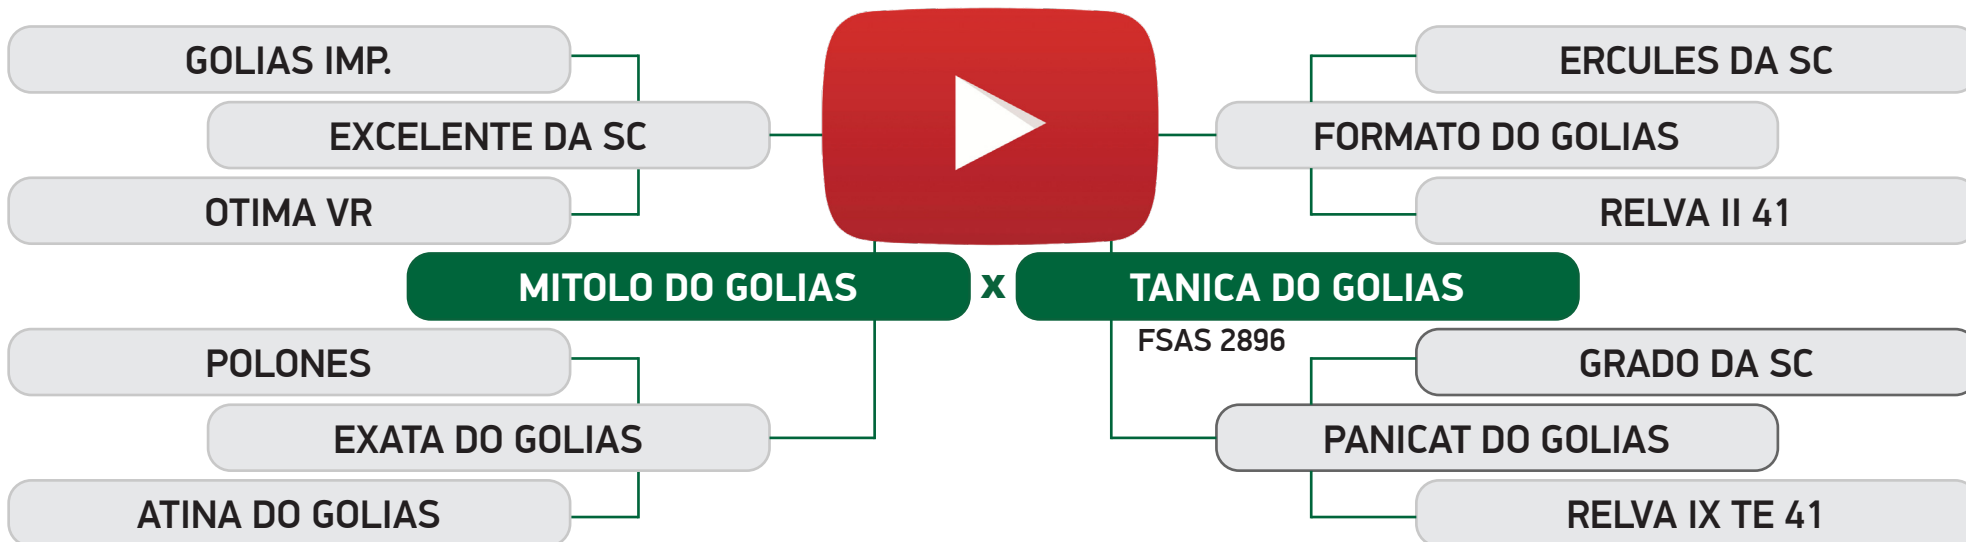 GOLIAS IMP.
EXCELENTE DA SC
OTIMA VR
ERCULES DA SC
FORMATO DO GOLIAS
RELVA II 41
MITOLO DO GOLIAS x TANICA DO GOLIAS
FSAS 2896
POLONES
EXATA DO GOLIAS
ATINA DO GOLIAS
GRADO DA SC
PANICAT DO GOLIAS
RELVA IX TE 41